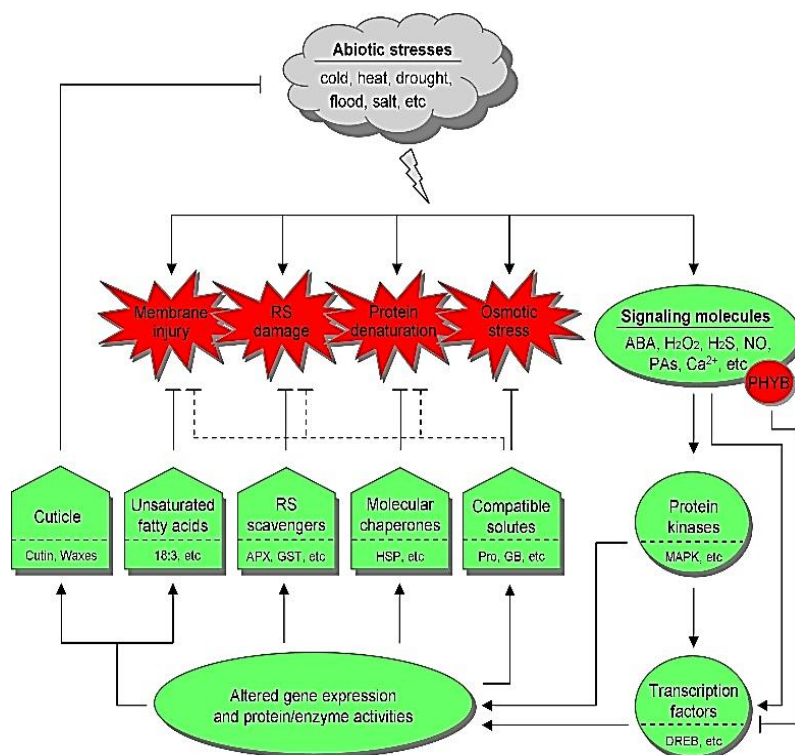 Abiotic stresses
cold, heat, drought,
flood, salt, etc
Membrane
injury
RS
damage
Protein
denaturation
Osmotic
stress
Signaling molecules
ABA, H₂O₂, H₂S, NO,
PAs, Ca²⁺, etc
PHYB
Cuticle
Cutin, Waxes
Unsaturated
fatty acids
18:3, etc
RS
scavengers
APX, GST, etc
Molecular
chaperones
HSP, etc
Compatible
solutes
Pro, GB, etc
Protein
kinases
MAPK, etc
Altered gene expression
and protein/enzyme activities
Transcription
factors
DREB, etc